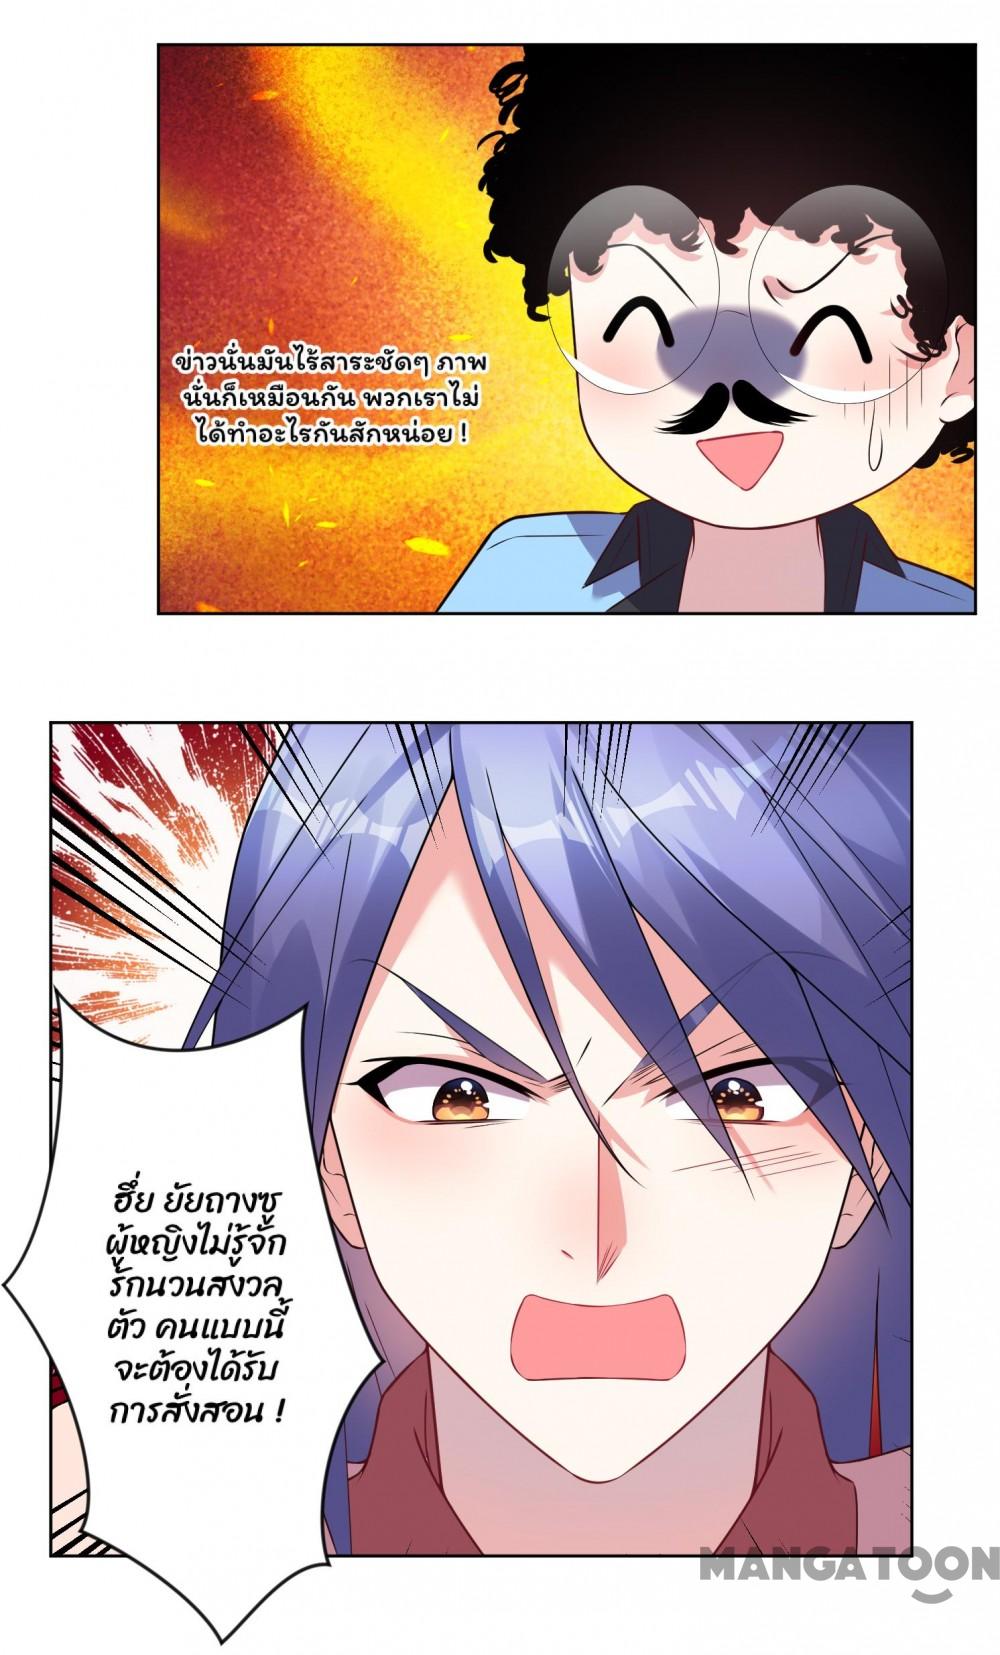 ข่าวนั่นมันไร้สาระชัดๆ ภาพ
นั่นก็เหมือนกัน พวกเราไม่
ได้ทำอะไรกันสักหน่อย !
ฮึ่ย ยัยถางซู
ผู้หญิงไม่รู้จัก
รักนวนสงวล
ตัว คนแบบนี้
จะต้องได้รับ
การสั่งสอน !
MANGATOON